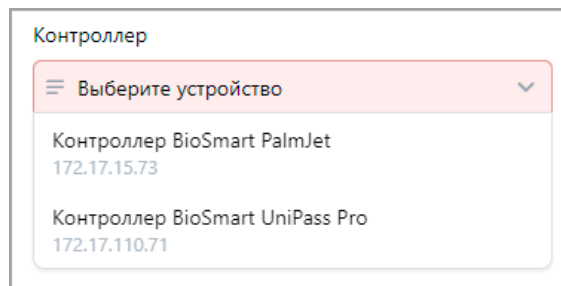 Контроллер
Выберите устройство
Контроллер BioSmart PalmJet
172.17.15.73
Контроллер BioSmart UniPass Pro
172.17.110.71